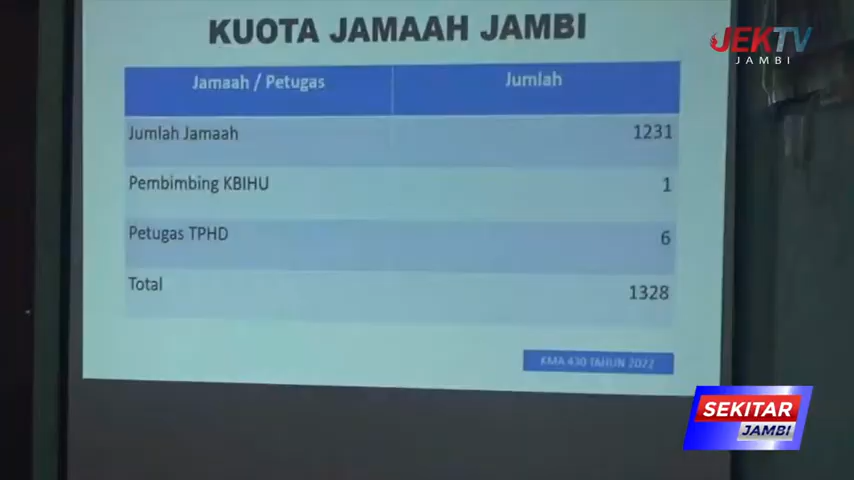 KUOTA JAMAAH JAMBI
JEKTV
JAMBI
Jamaah / Petugas Jumlah
Jumlah Jamaah 1231
Pembimbing KBIHU 1
Petugas TPHD 6
Total 1328
KMA 430 TAHUN 2022
SEKITAR
JAMBI